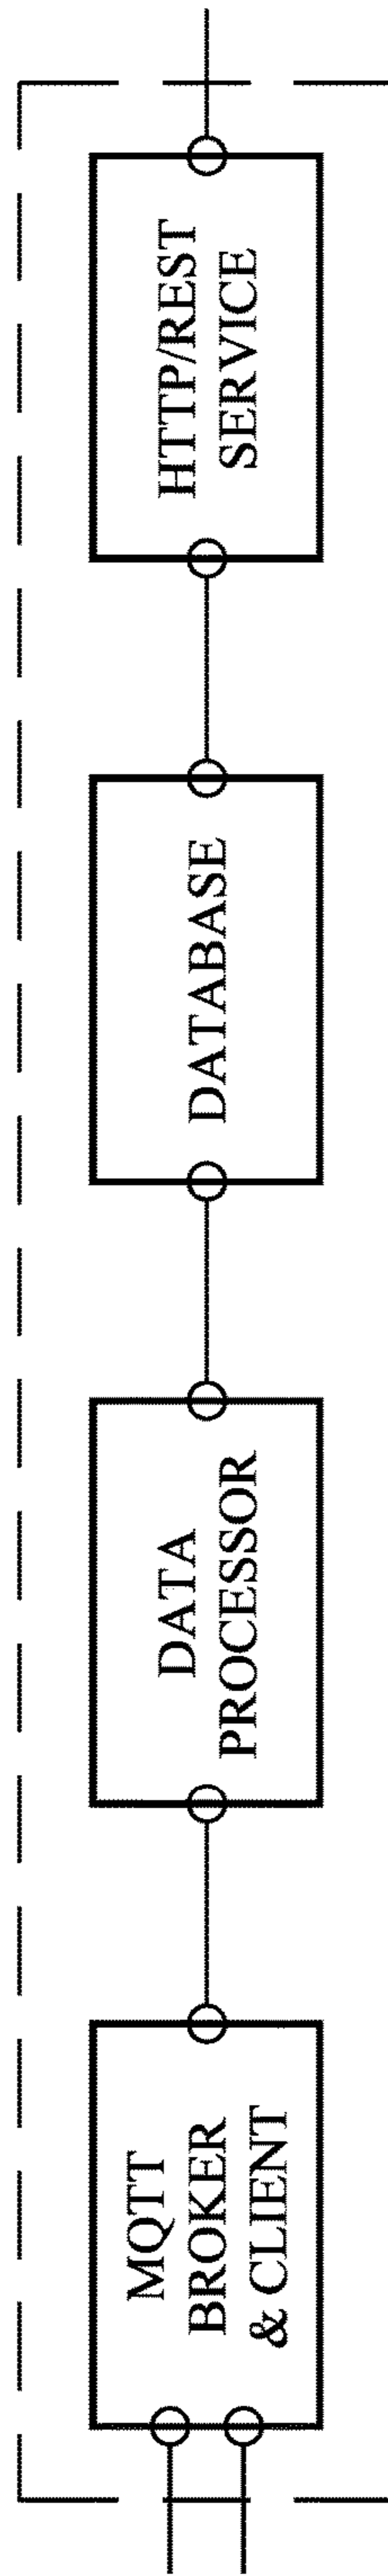 MQTT
BROKER
& CLIENT
DATA
PROCESSOR
DATABASE
HTTP/REST
SERVICE